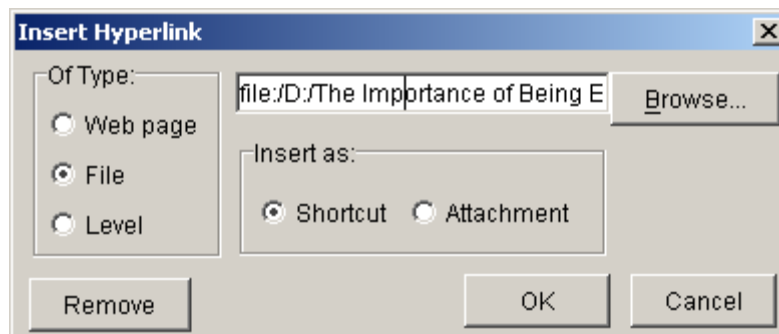 Insert Hyperlink
Of Type:
Web page
File
Level
file:/D:/The Importance of Being E
Browse...
Insert as:
Shortcut
Attachment
Remove
OK
Cancel